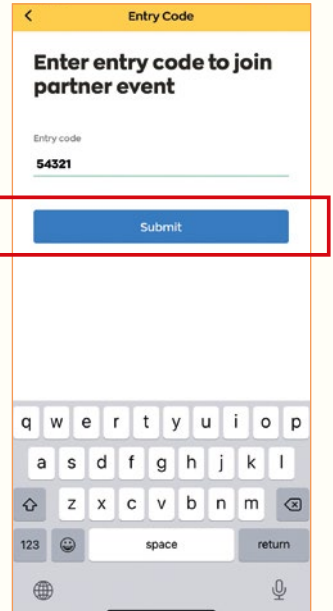 Entry Code
Enter entry code to join
partner event
Entry code
54321
Submit
q w e r t y u i o p
a s d f g h j k l
z x c v b n m
123 space return